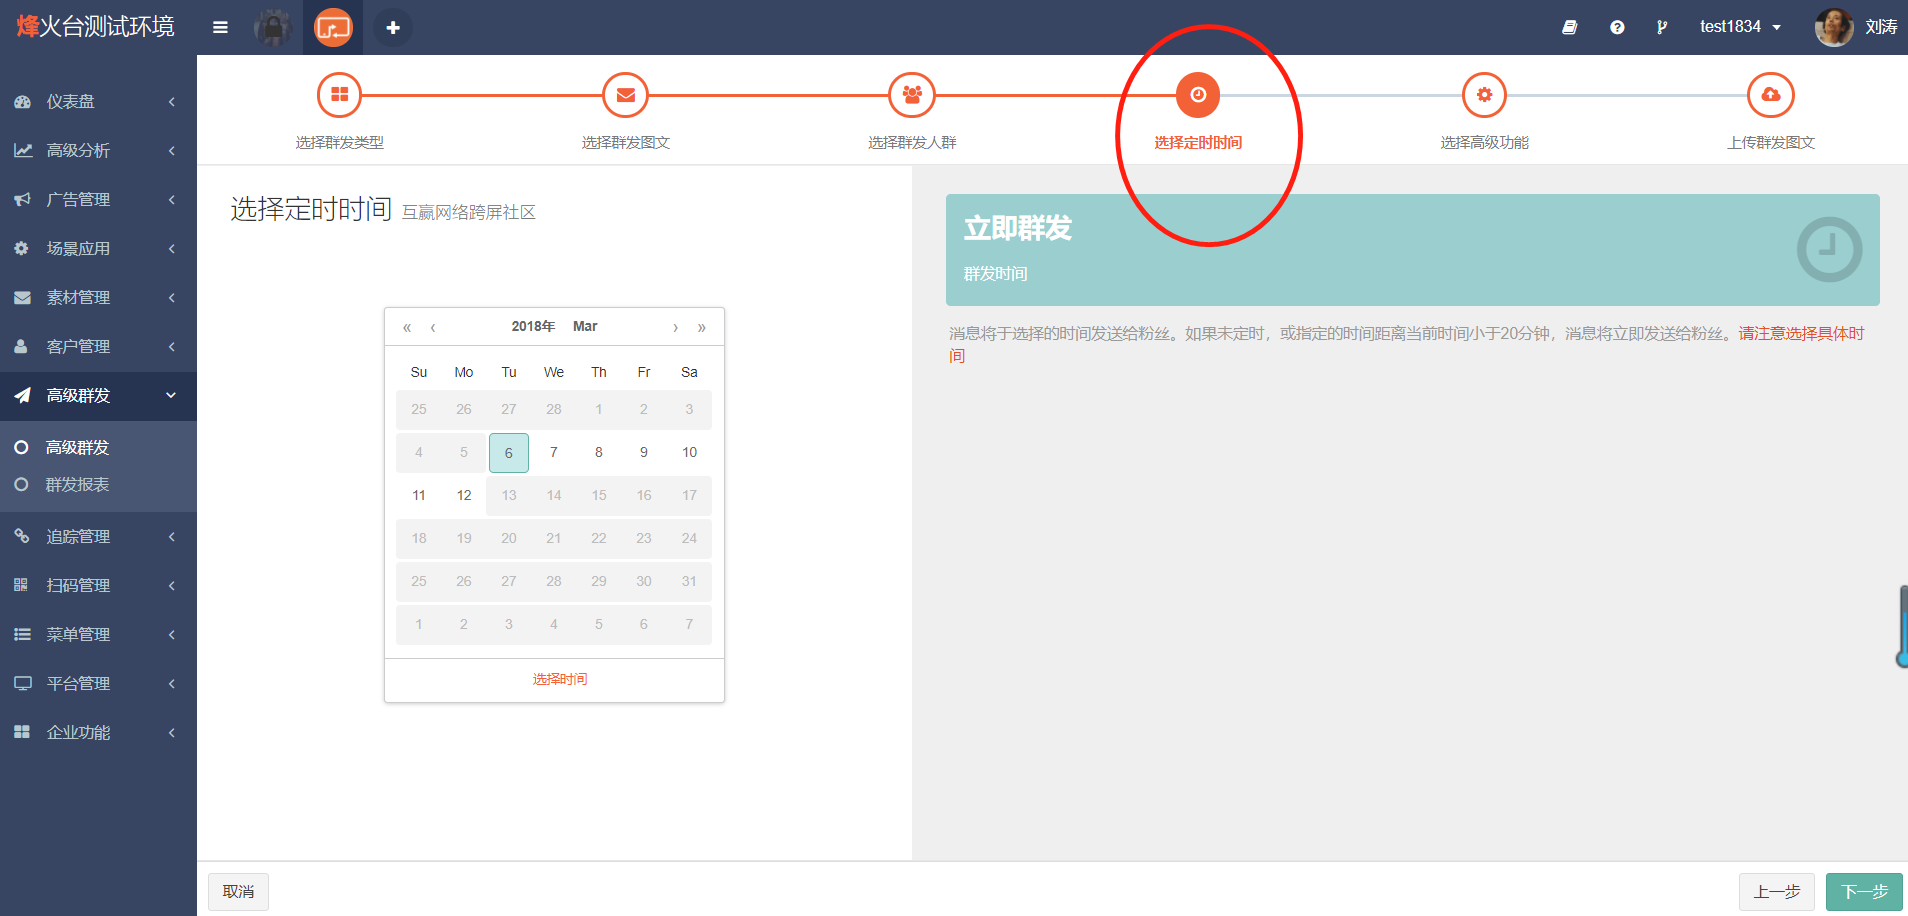 烽火台测试环境
test1834
刘涛
仪表盘
高级分析
广告管理
场景应用
素材管理
客户管理
高级群发
高级群发
群发报表
追踪管理
扫码管理
菜单管理
平台管理
企业功能
选择群发类型
选择群发图文
选择群发人群
选择定时时间
选择高级功能
上传群发图文
选择定时时间 互赢网络跨屏社区
« ‹ 2018年 Mar › »
Su Mo Tu We Th Fr Sa
25 26 27 28 1 2 3
4 5 6 7 8 9 10
11 12 13 14 15 16 17
18 19 20 21 22 23 24
25 26 27 28 29 30 31
1 2 3 4 5 6 7
选择时间
立即群发
群发时间
消息将于选择的时间发送给粉丝。如果未定时，或指定的时间距离当前时间小于20分钟，消息将立即发送给粉丝。请注意选择具体时
间
取消
上一步
下一步